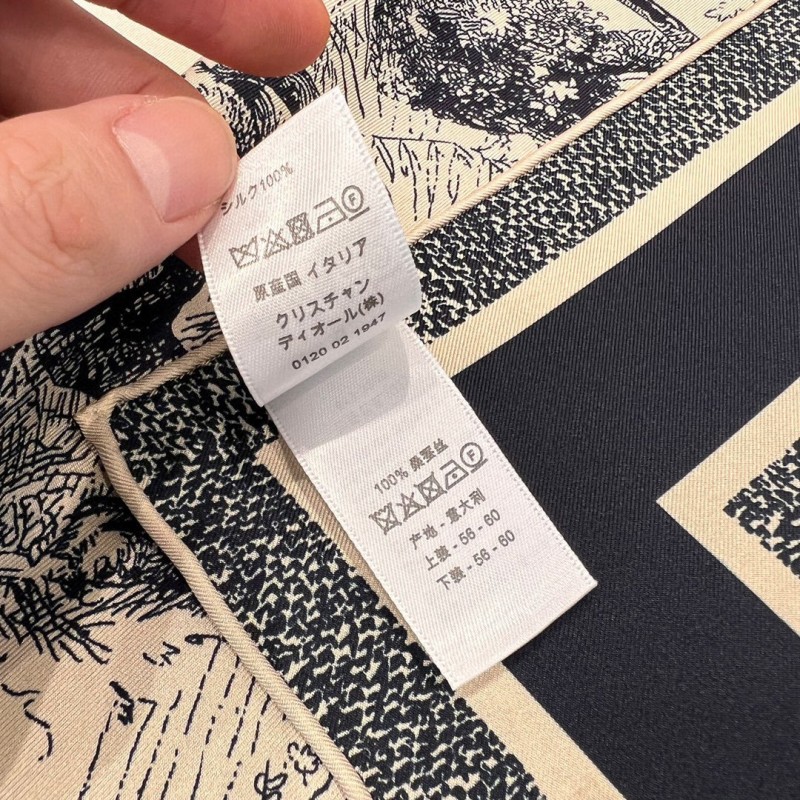 シルク100%
F
原産国 イタリア
クリスチャン
ディオール(株)
0120 02 1947
100% 桑蚕丝
F
产地 - 意大利
上装 - 56 - 60
下装 - 56 - 60